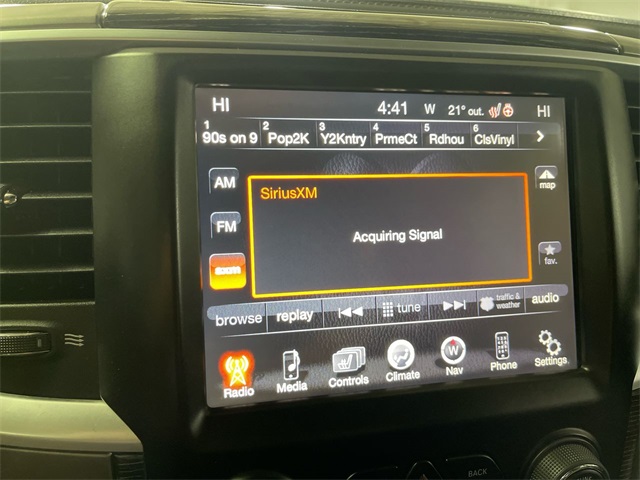 HI 4:41 W 21° out. HI
1 2 3 4 5 6
90s on 9 Pop2K Y2Kntry PrmeCt Rdhou ClsVinyl
AM
FM
sxm
SiriusXM
Acquiring Signal
map
fav.
browse replay tune traffic & weather audio
Radio Media Controls Climate Nav Phone Settings
W
BACK